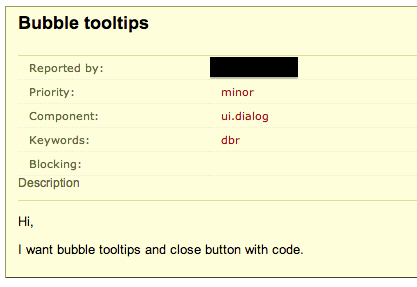 Bubble tooltips
Reported by:
Priority: minor
Component: ui.dialog
Keywords: dbr
Blocking:
Description
Hi,
I want bubble tooltips and close button with code.